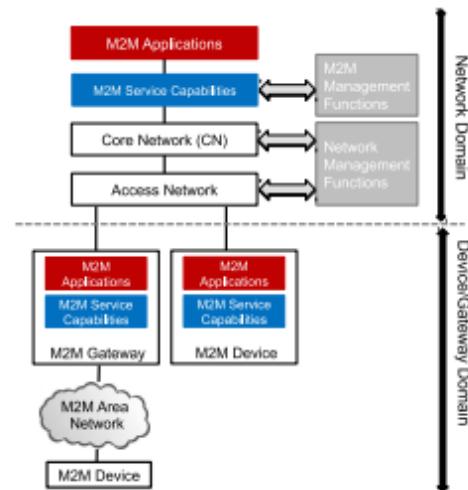 M2M Applications
M2M Service Capabilities
M2M
Management
Functions
Core Network (CN)
Network
Management
Functions
Access Network
Network Domain
M2M
Applications
M2M Service
Capabilities
M2M Gateway
M2M
Applications
M2M Service
Capabilities
M2M Device
M2M Area
Network
M2M Device
Device/Gateway Domain